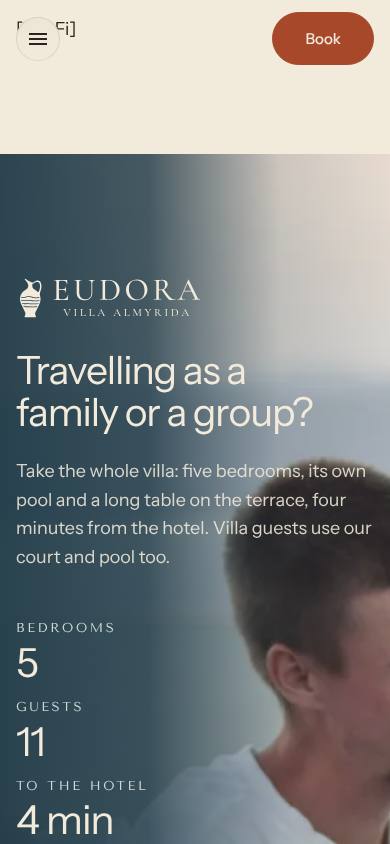 Fi]
Book
EUDORA
VILLA ALMYRIDA
Travelling as a
family or a group?
Take the whole villa: five bedrooms, its own
pool and a long table on the terrace, four
minutes from the hotel. Villa guests use our
court and pool too.
BEDROOMS
5
GUESTS
11
TO THE HOTEL
4 min